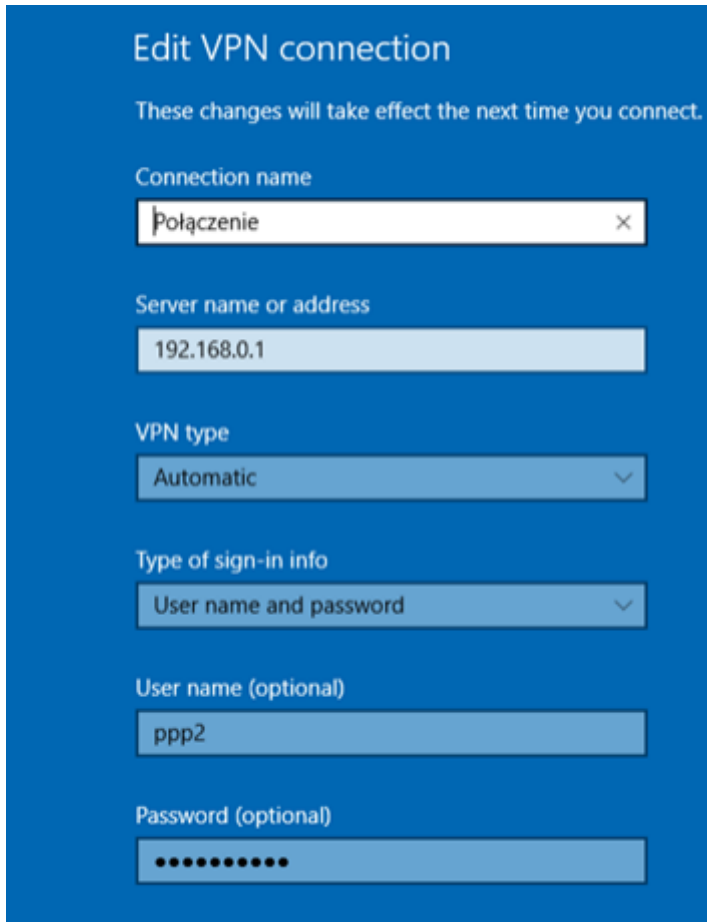 Edit VPN connection
These changes will take effect the next time you connect.
Connection name
Połączenie
Server name or address
192.168.0.1
VPN type
Automatic
Type of sign-in info
User name and password
User name (optional)
ppp2
Password (optional)
••••••••••